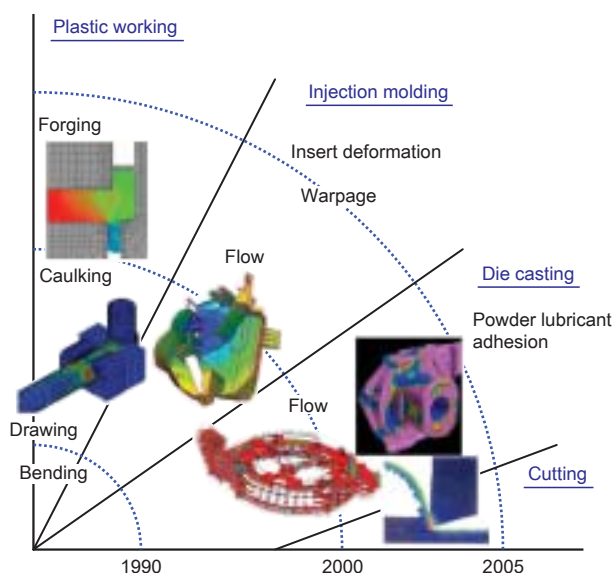 Plastic working
Injection molding
Forging
Insert deformation
Warpage
Flow
Caulking
Die casting
Powder lubricant
adhesion
Flow
Drawing
Bending
Cutting
1990
2000
2005